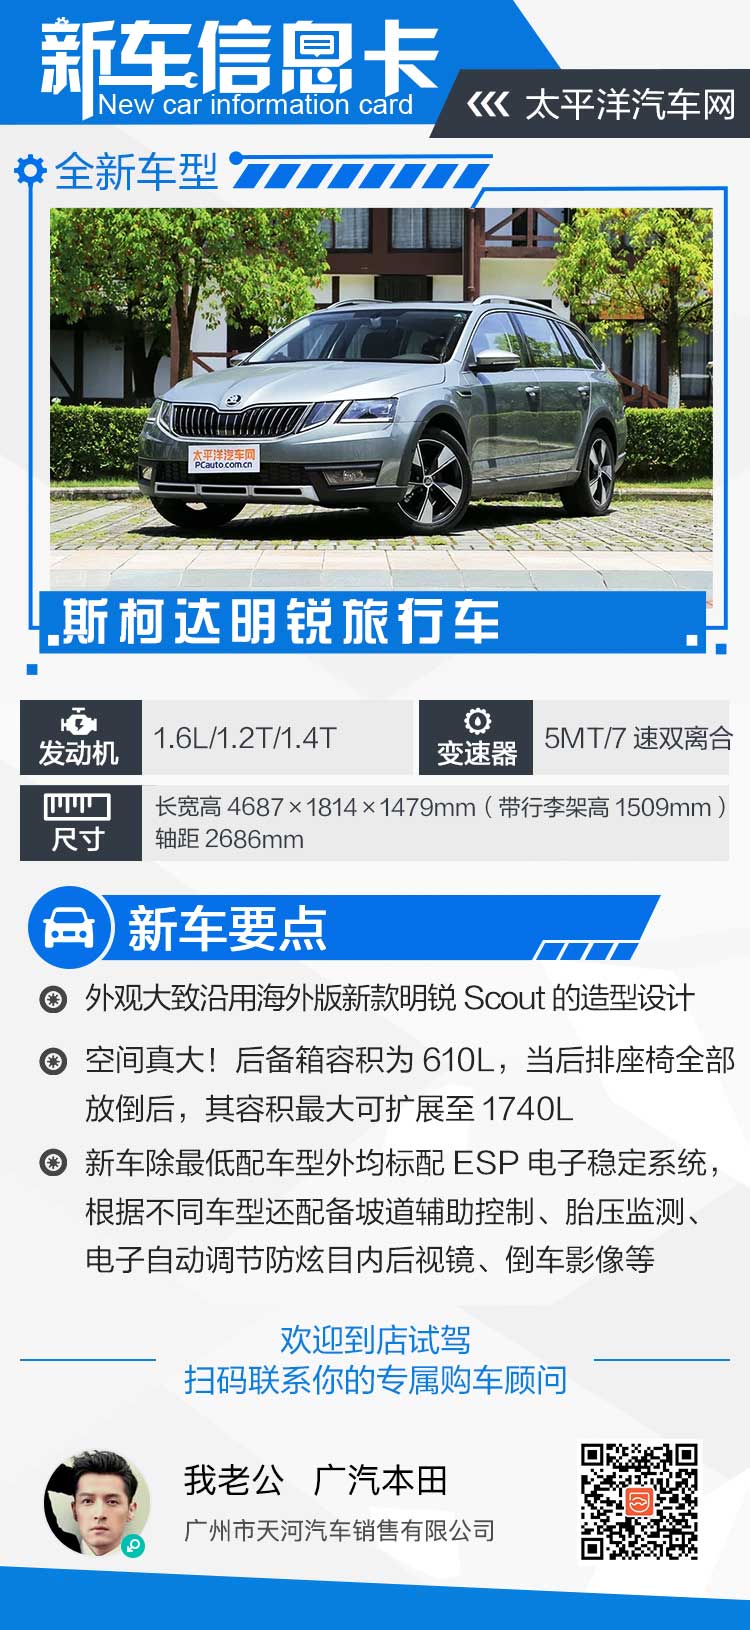 新车信息卡
New car information card
太平洋汽车网
全新车型
太平洋汽车网
PCauto.com.cn
斯柯达明锐旅行车
发动机
1.6L/1.2T/1.4T
变速器
5MT/7 速双离合
尺寸
长宽高 4687×1814×1479mm（带行李架高 1509mm）
轴距 2686mm
新车要点
外观大致沿用海外版新款明锐 Scout 的造型设计
空间真大！后备箱容积为 610L，当后排座椅全部
放倒后，其容积最大可扩展至 1740L
新车除最低配车型外均标配 ESP 电子稳定系统，
根据不同车型还配备坡道辅助控制、胎压监测、
电子自动调节防炫目内后视镜、倒车影像等
欢迎到店试驾
扫码联系你的专属购车顾问
我老公 广汽本田
广州市天河汽车销售有限公司